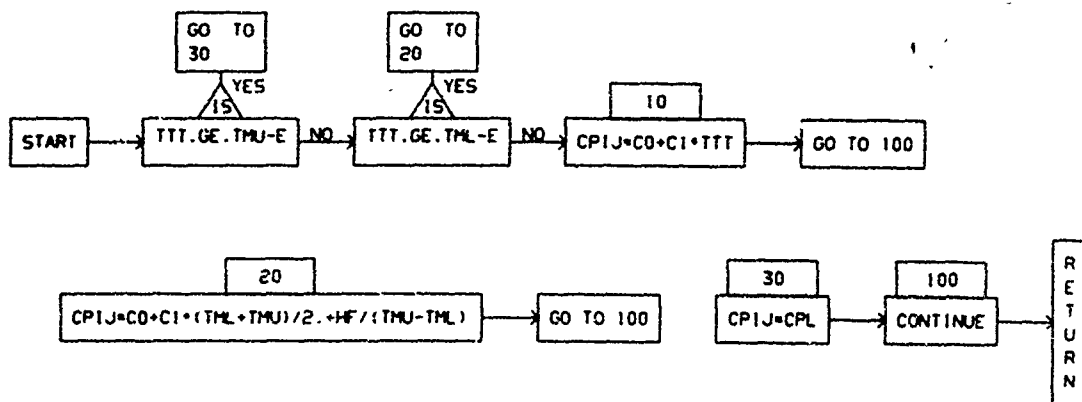 GO TO
30
GO TO
20
YES
YES
IS
IS
10
START
TTT.GE.TMU-E
NO
TTT.GE.TML-E
NO
CPIJ=C0+C1*TTT
GO TO 100
20
30
100
CPIJ=C0+C1*(TML+TMU)/2.+HF/(TMU-TML)
GO TO 100
CPIJ=CPL
CONTINUE
RETURN